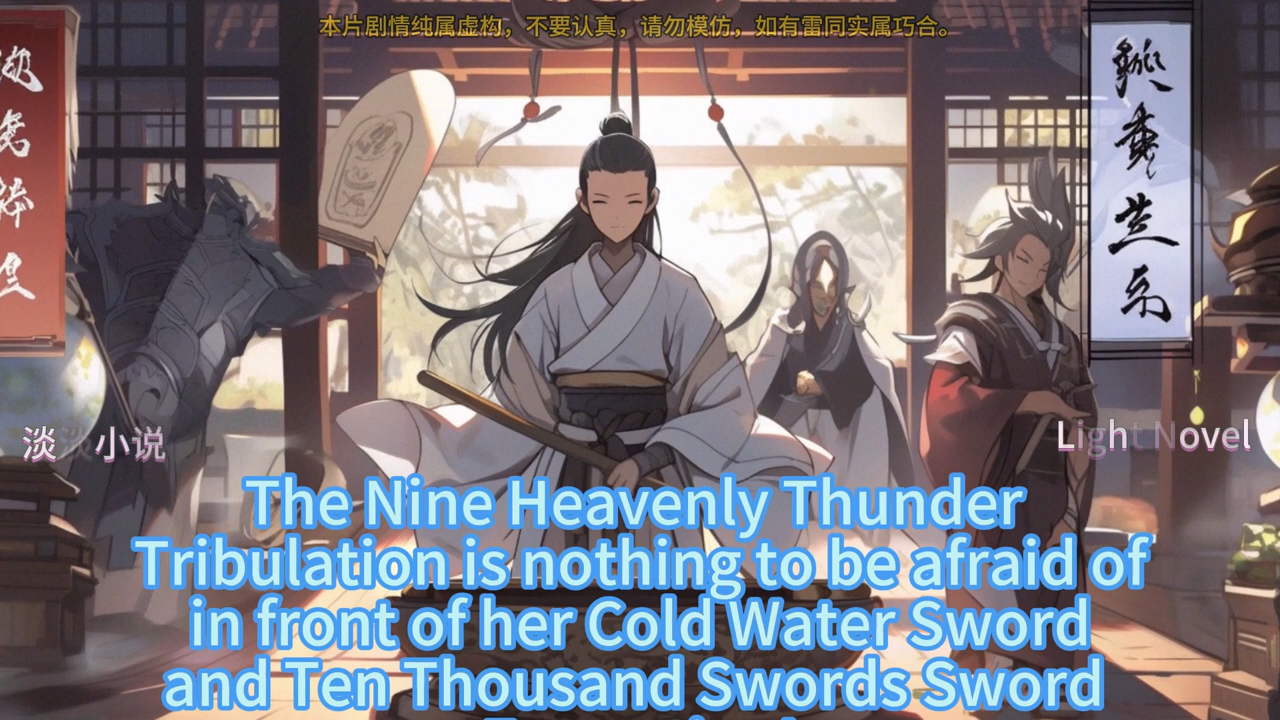 本片剧情纯属虚构，不要认真，请勿模仿，如有雷同实属巧合。
淡淡小说
Light Novel
The Nine Heavenly Thunder
Tribulation is nothing to be afraid of
in front of her Cold Water Sword
and Ten Thousand Swords Sword